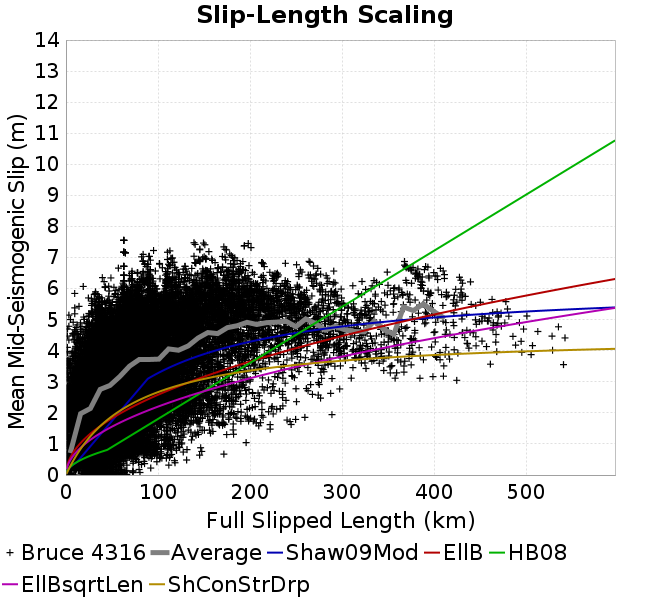 Slip-Length Scaling
Mean Mid-Seismogenic Slip (m)
14
13
12
11
10
9
8
7
6
5
4
3
2
1
0
0 100 200 300 400 500
Full Slipped Length (km)
+ Bruce 4316 Average Shaw09Mod EllB HB08
EllBsqrtLen ShConStrDrp